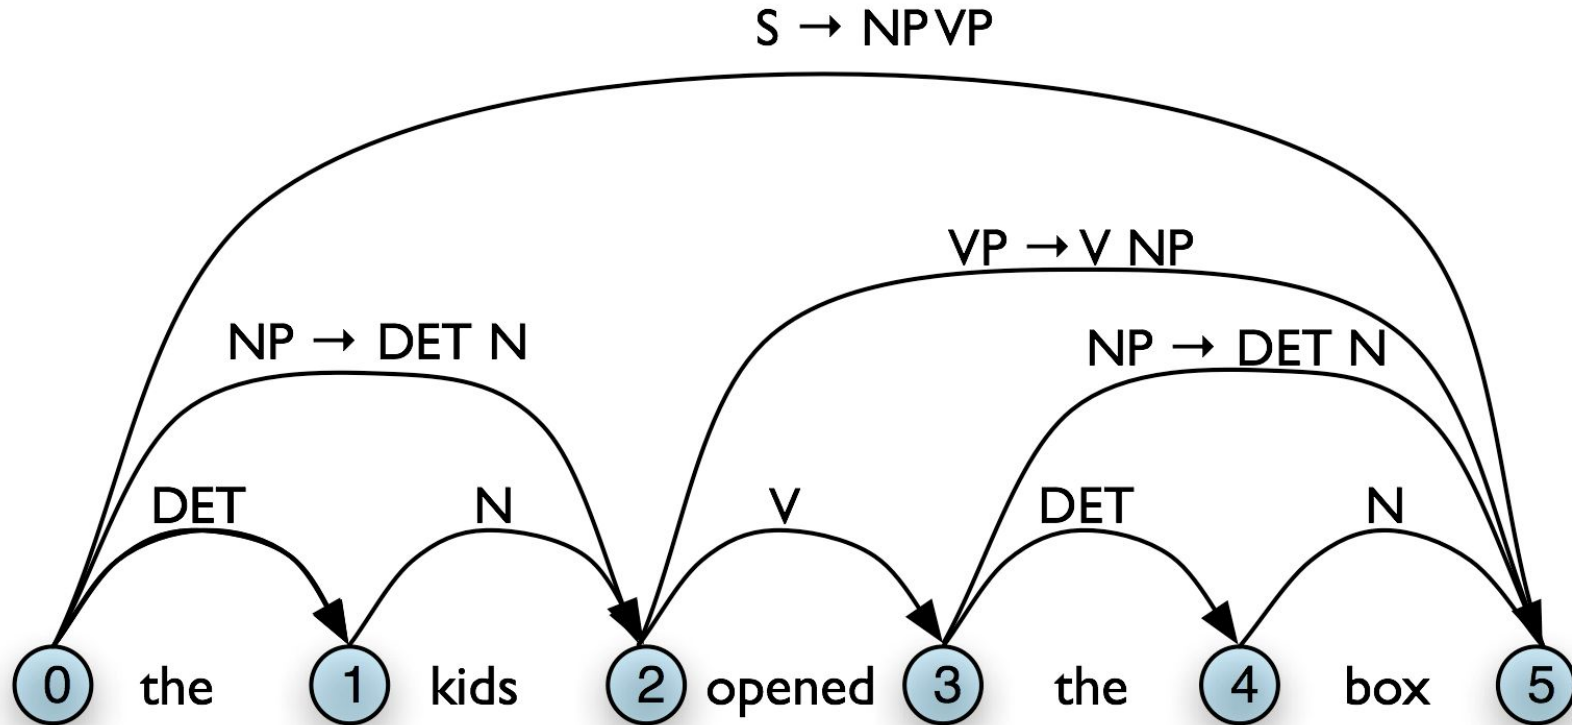 S → NP VP
VP → V NP
NP → DET N
NP → DET N
DET N V DET N
0 the 1 kids 2 opened 3 the 4 box 5